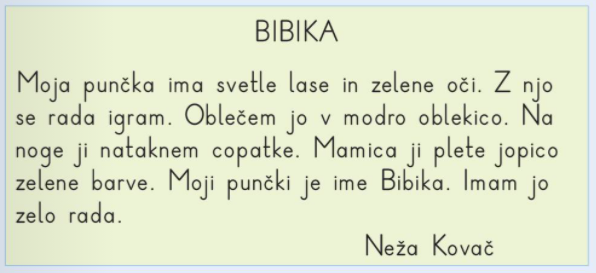 BIBIKA
Moja punčka ima svetle lase in zelene oči. Z njo
se rada igram. Oblečem jo v modro oblekico. Na
noge ji nataknem copatke. Mamica ji plete jopico
zelene barve. Moji punčki je ime Bibika. Imam jo
zelo rada.
Neža Kovač